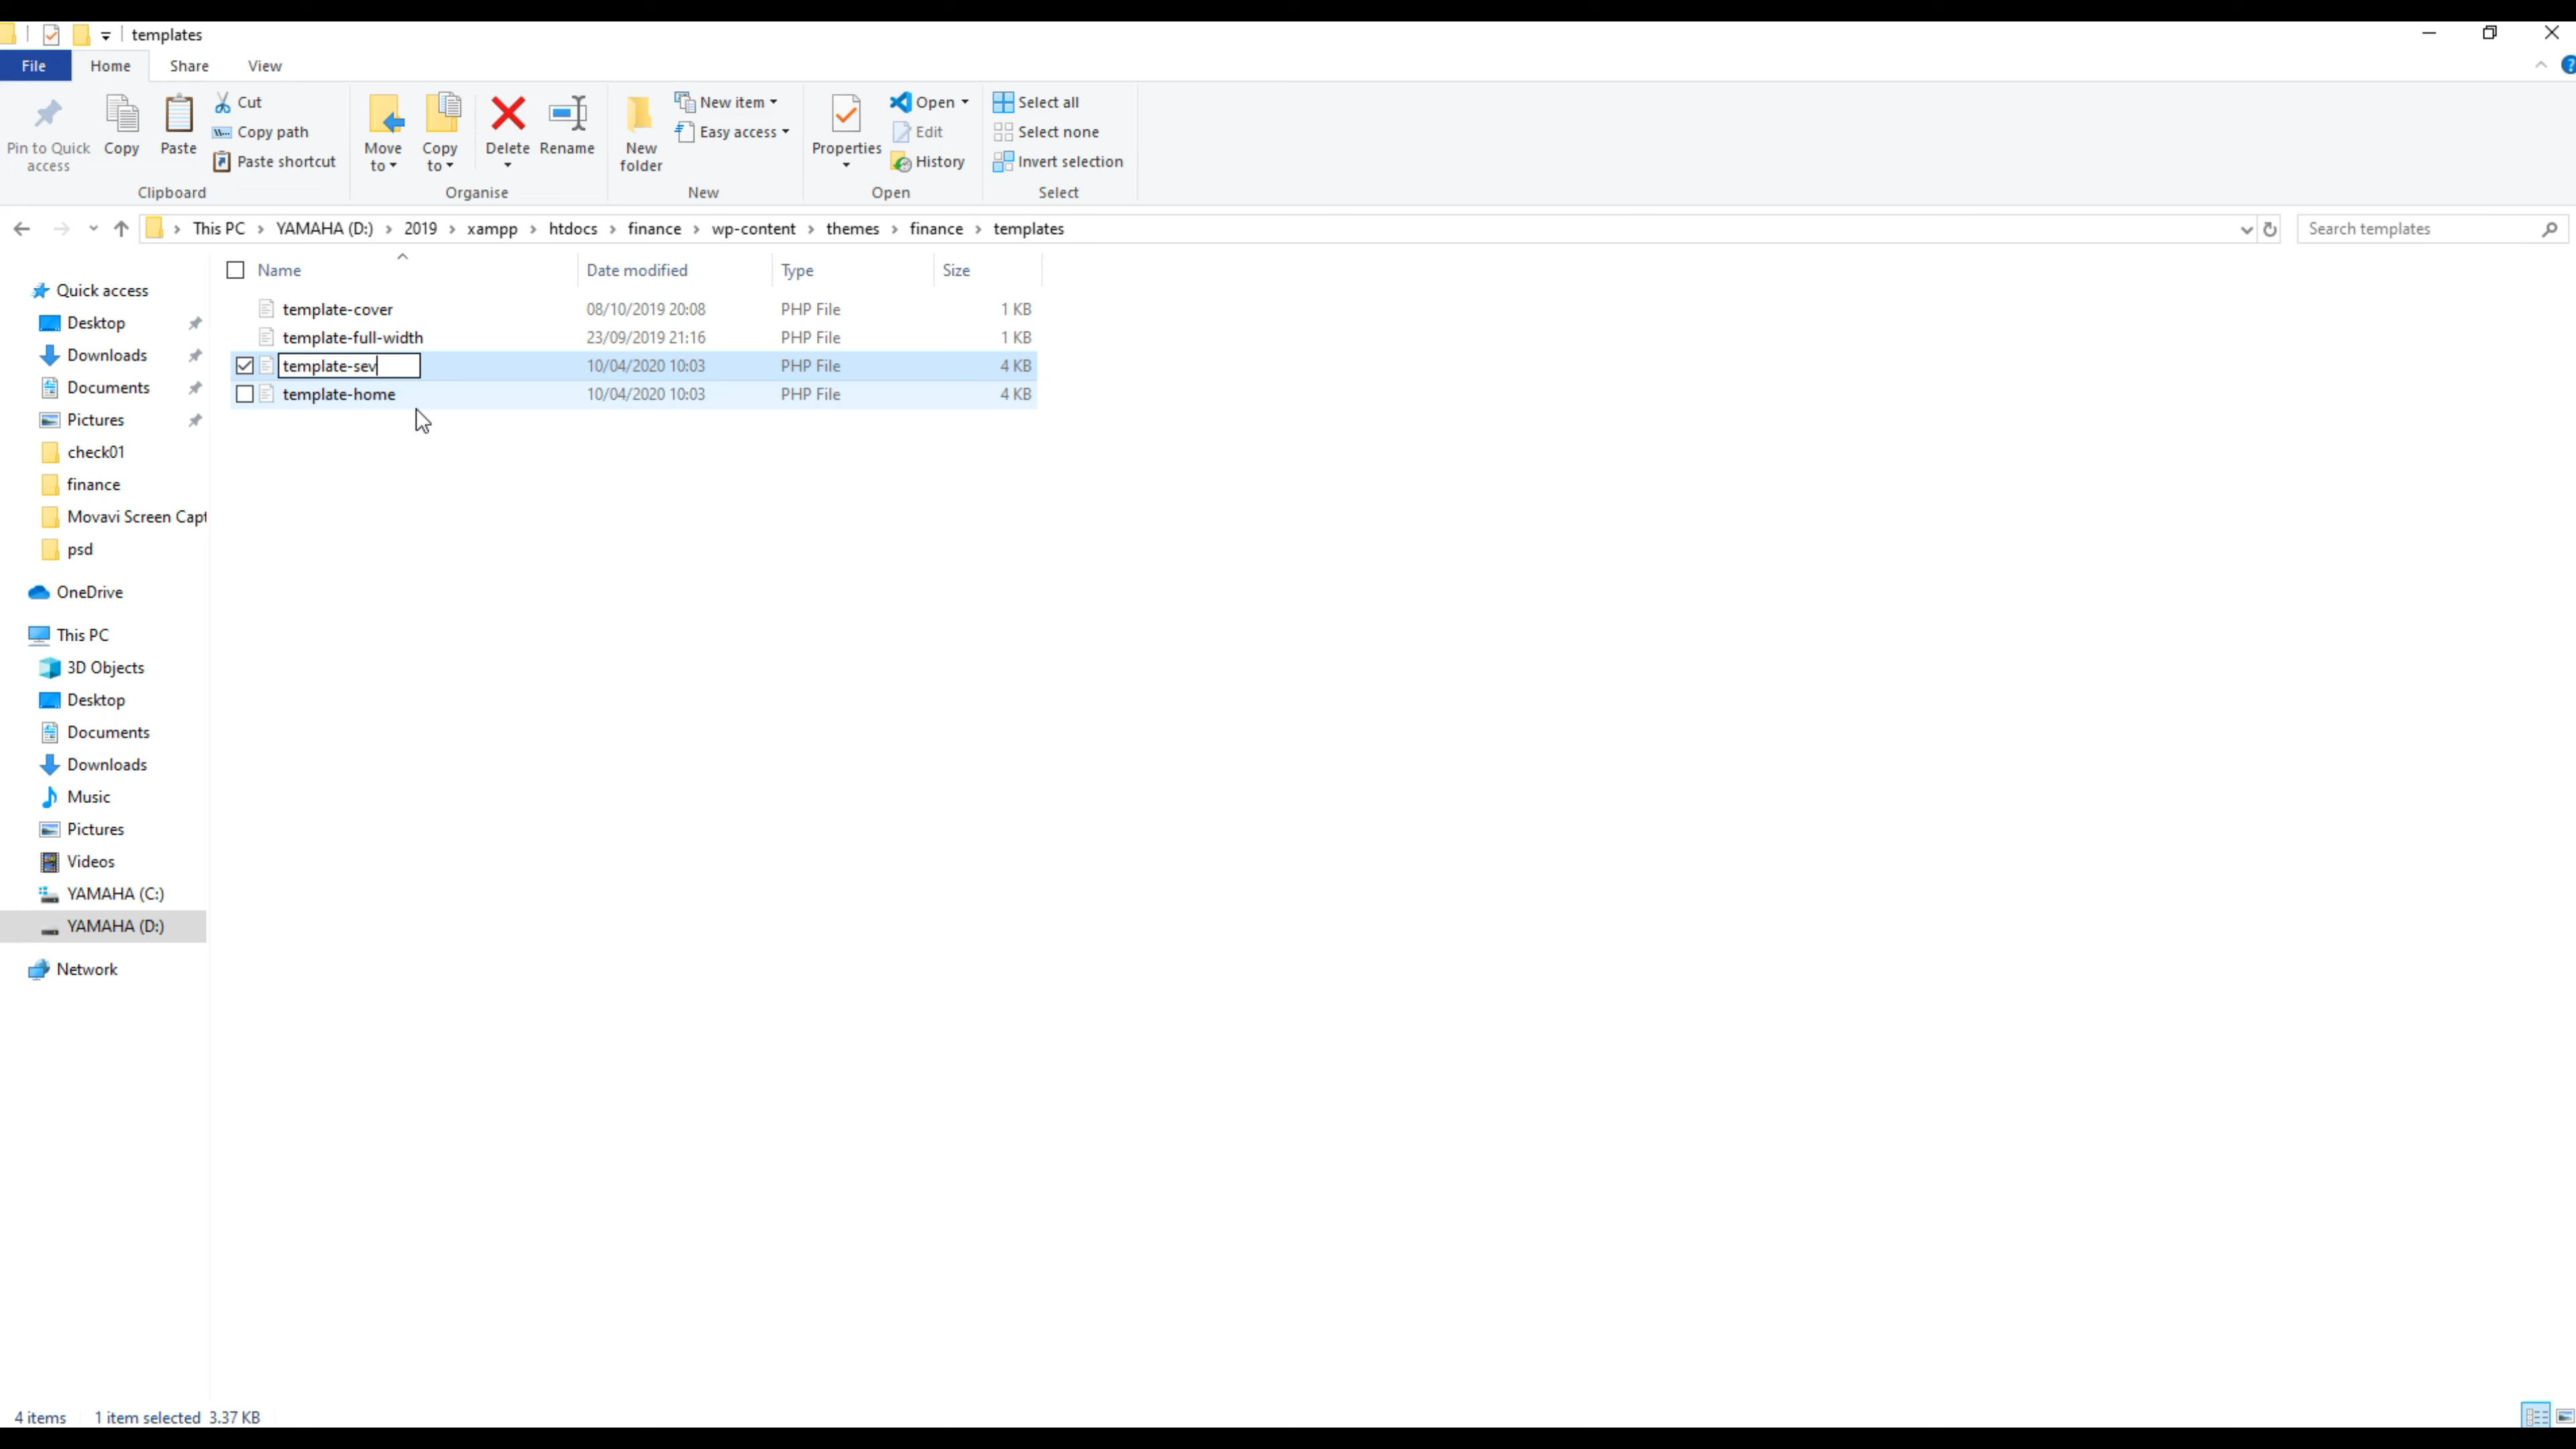 templates
File Home Share View
Pin to Quick access
Copy
Paste
Cut
Copy path
Paste shortcut
Clipboard
Move to
Copy to
Delete
Rename
Organise
New folder
New item
Easy access
New
Properties
Open
Edit
History
Open
Select all
Select none
Invert selection
Select
This PC > YAMAHA (D:) > 2019 > xampp > htdocs > finance > wp-content > themes > finance > templates
Search templates
Name Date modified Type Size
template-cover 08/10/2019 20:08 PHP File 1 KB
template-full-width 23/09/2019 21:16 PHP File 1 KB
template-sev 10/04/2020 10:03 PHP File 4 KB
template-home 10/04/2020 10:03 PHP File 4 KB
Quick access
Desktop
Downloads
Documents
Pictures
check01
finance
Movavi Screen Capt
psd
OneDrive
This PC
3D Objects
Desktop
Documents
Downloads
Music
Pictures
Videos
YAMAHA (C:)
YAMAHA (D:)
Network
4 items 1 item selected 3.37 KB